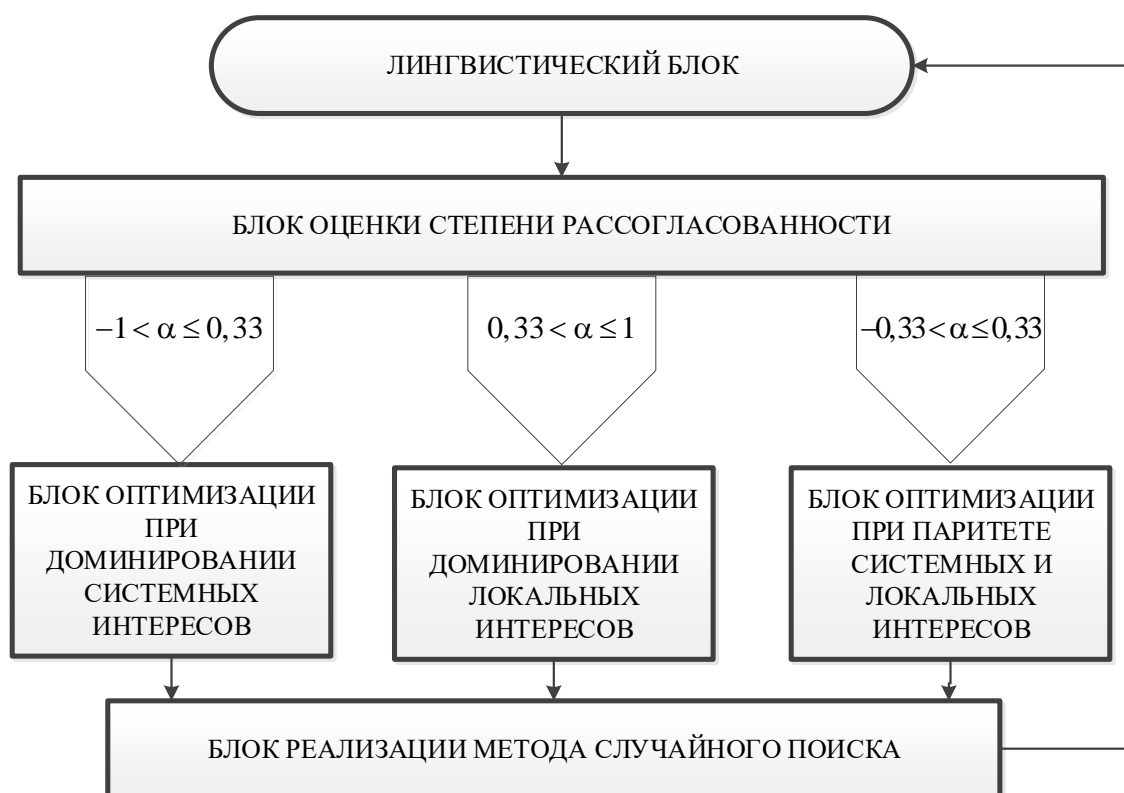 ЛИНГВИСТИЧЕСКИЙ БЛОК
БЛОК ОЦЕНКИ СТЕПЕНИ РАССОГЛАСОВАННОСТИ
−1 < α ≤ 0,33
0,33 < α ≤ 1
−0,33 < α ≤ 0,33
БЛОК ОПТИМИЗАЦИИ
ПРИ
ДОМИНИРОВАНИИ
СИСТЕМНЫХ
ИНТЕРЕСОВ
БЛОК ОПТИМИЗАЦИИ
ПРИ
ДОМИНИРОВАНИИ
ЛОКАЛЬНЫХ
ИНТЕРЕСОВ
БЛОК ОПТИМИЗАЦИИ
ПРИ ПАРИТЕТЕ
СИСТЕМНЫХ И
ЛОКАЛЬНЫХ
ИНТЕРЕСОВ
БЛОК РЕАЛИЗАЦИИ МЕТОДА СЛУЧАЙНОГО ПОИСКА